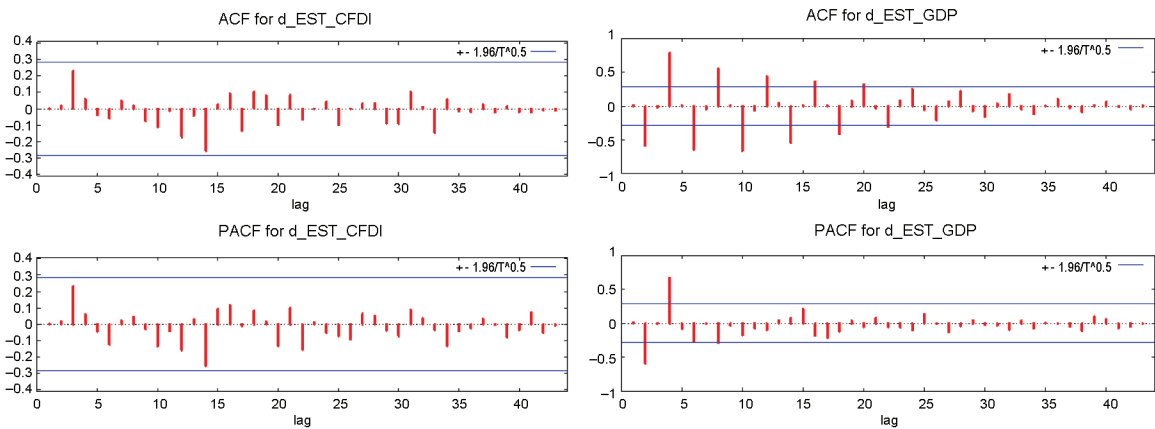 ACF for d_EST_CFDI
0.4
0.3
0.2
0.1
0
−0.1
−0.2
−0.3
−0.4
+- 1.96/T^0.5
0 5 10 15 20 25 30 35 40
lag
ACF for d_EST_GDP
1
0.5
0
−0.5
−1
+- 1.96/T^0.5
0 5 10 15 20 25 30 35 40
lag
PACF for d_EST_CFDI
0.4
0.3
0.2
0.1
0
−0.1
−0.2
−0.3
−0.4
+- 1.96/T^0.5
0 5 10 15 20 25 30 35 40
lag
PACF for d_EST_GDP
1
0.5
0
−0.5
−1
+- 1.96/T^0.5
0 5 10 15 20 25 30 35 40
lag